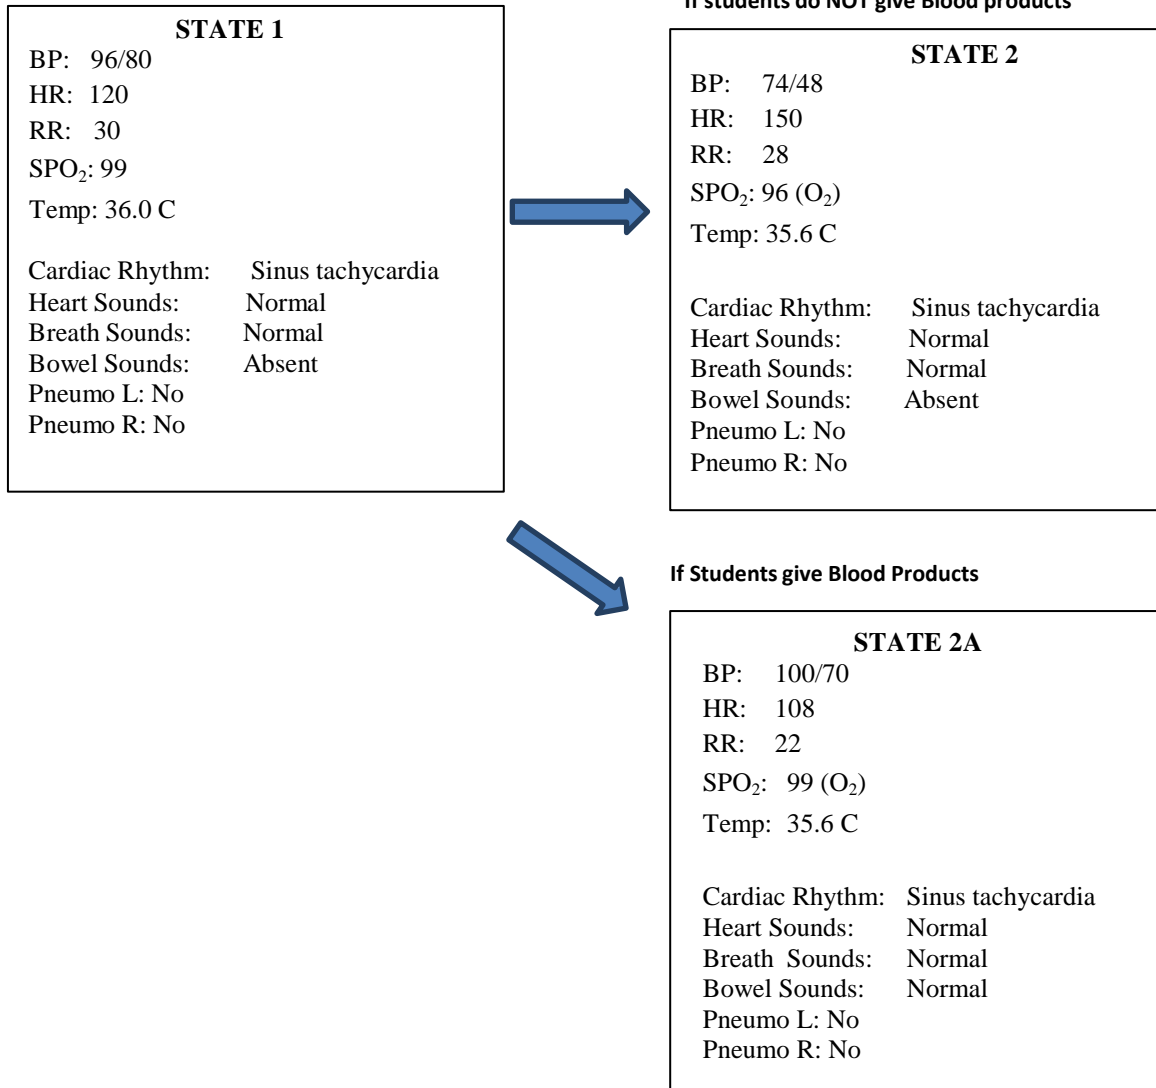 STATE 1
BP: 96/80
HR: 120
RR: 30
SPO₂: 99
Temp: 36.0 C
Cardiac Rhythm: Sinus tachycardia
Heart Sounds: Normal
Breath Sounds: Normal
Bowel Sounds: Absent
Pneumo L: No
Pneumo R: No
If students do NOT give Blood products
STATE 2
BP: 74/48
HR: 150
RR: 28
SPO₂: 96 (O₂)
Temp: 35.6 C
Cardiac Rhythm: Sinus tachycardia
Heart Sounds: Normal
Breath Sounds: Normal
Bowel Sounds: Absent
Pneumo L: No
Pneumo R: No
If Students give Blood Products
STATE 2A
BP: 100/70
HR: 108
RR: 22
SPO₂: 99 (O₂)
Temp: 35.6 C
Cardiac Rhythm: Sinus tachycardia
Heart Sounds: Normal
Breath Sounds: Normal
Bowel Sounds: Normal
Pneumo L: No
Pneumo R: No